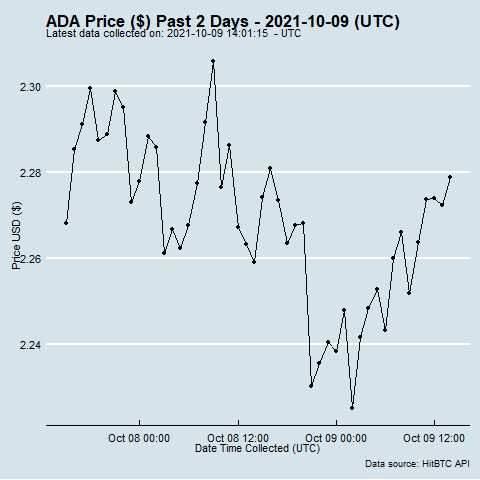 ADA Price ($) Past 2 Days - 2021-10-09 (UTC)
Latest data collected on: 2021-10-09 14:01:15 - UTC
2.30
2.28
2.26
2.24
Price USD ($)
Oct 08 00:00 Oct 08 12:00 Oct 09 00:00 Oct 09 12:00
Date Time Collected (UTC)
Data source: HitBTC API